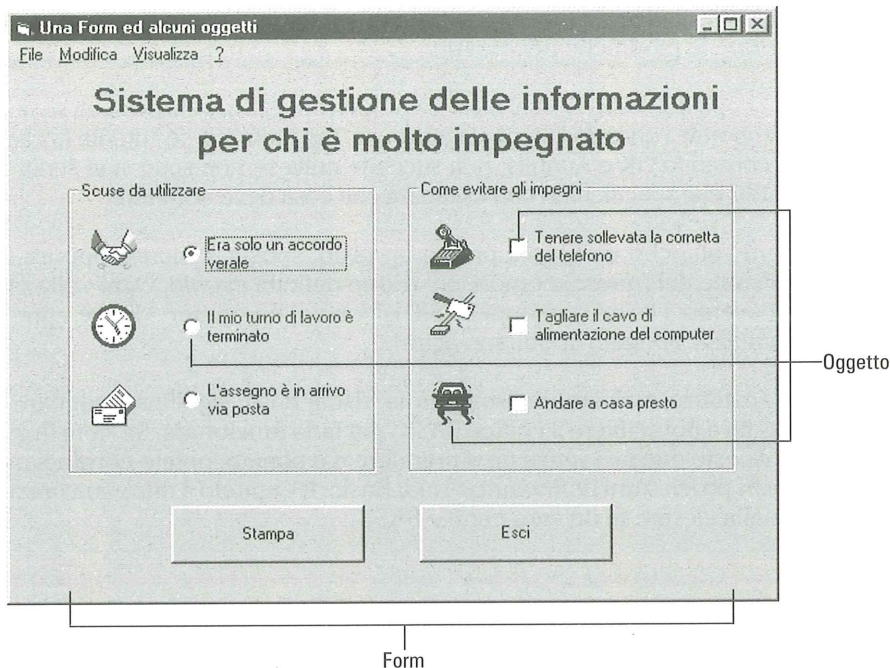 Una Form ed alcuni oggetti
File Modifica Visualizza ?
Sistema di gestione delle informazioni
per chi è molto impegnato
Scuse da utilizzare
Era solo un accordo
verale
Il mio turno di lavoro è
terminato
L'assegno è in arrivo
via posta
Come evitare gli impegni
Tenere sollevata la cornetta
del telefono
Tagliare il cavo di
alimentazione del computer
Andare a casa presto
Oggetto
Stampa
Esci
Form